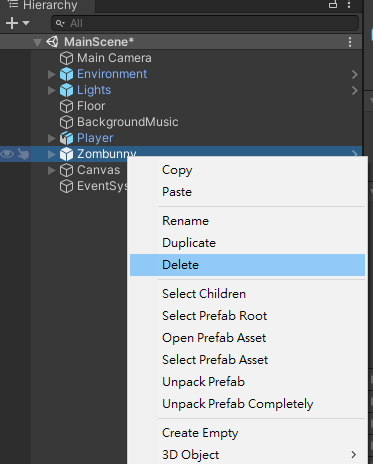 Hierarchy
All
MainScene*
Main Camera
Environment
Lights
Floor
BackgroundMusic
Player
Zombunny
Canvas
EventSys
Copy
Paste
Rename
Duplicate
Delete
Select Children
Select Prefab Root
Open Prefab Asset
Select Prefab Asset
Unpack Prefab
Unpack Prefab Completely
Create Empty
3D Object